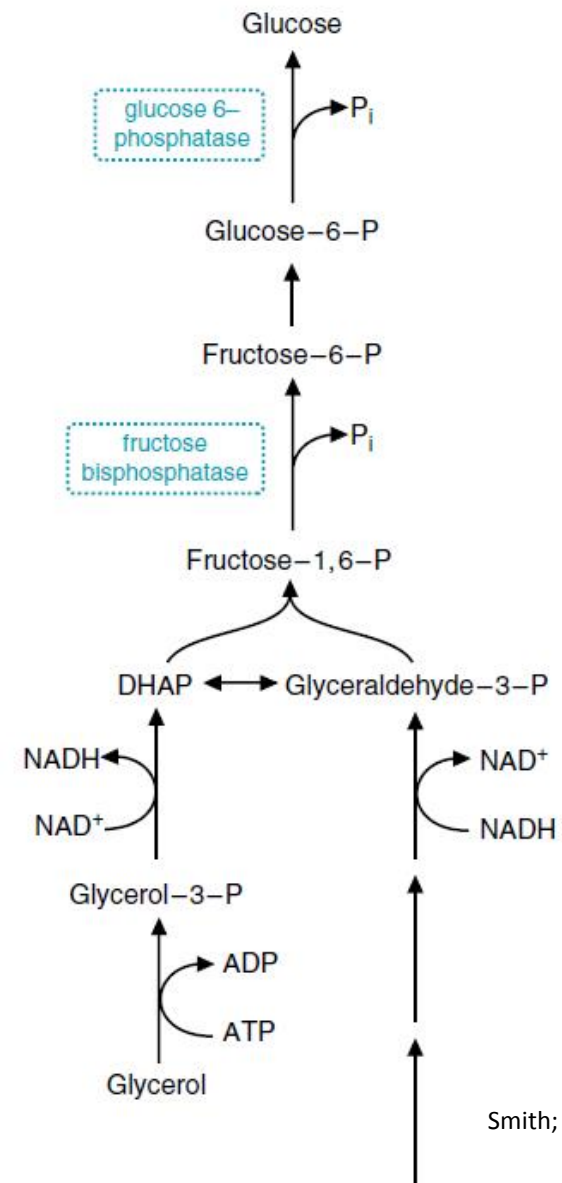 Glucose
glucose 6–
phosphatase
Pi
Glucose–6–P
Fructose–6–P
fructose
bisphosphatase
Pi
Fructose–1,6–P
DHAP
Glyceraldehyde–3–P
NADH
NAD+
NAD+
NADH
Glycerol–3–P
ADP
ATP
Glycerol
Smith;